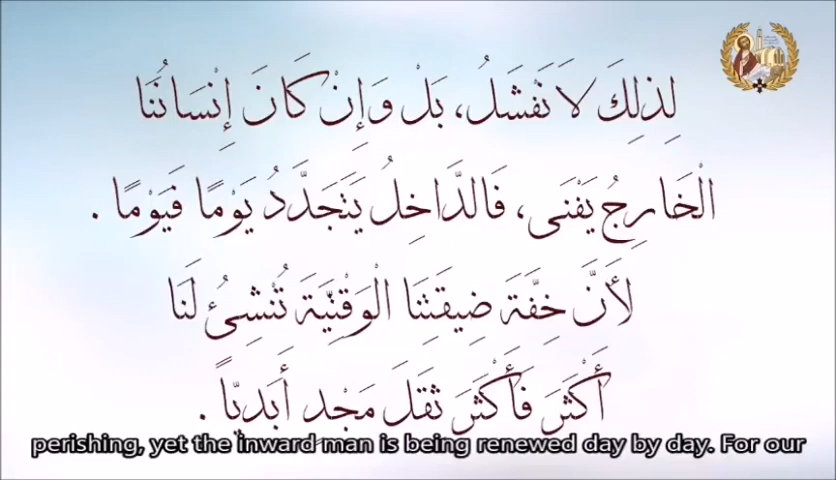 لِذلِكَ لاَ نَفْشَلُ، بَلْ وَإِنْ كَانَ إِنْسَانُنَا
الْخَارِجُ يَفْنَى، فَالدَّاخِلُ يَتَجَدَّدُ يَوْمًا فَيَوْمًا .
لأَنَّ خِفَّةَ ضِيقَتِنَا الْوَقْتِيَّةَ تُنْشِئُ لَنَا
أَكْثَرَ فَأَكْثَرَ ثِقَلَ مَجْدٍ أَبَدِيًّا .
perishing, yet the inward man is being renewed day by day. For our